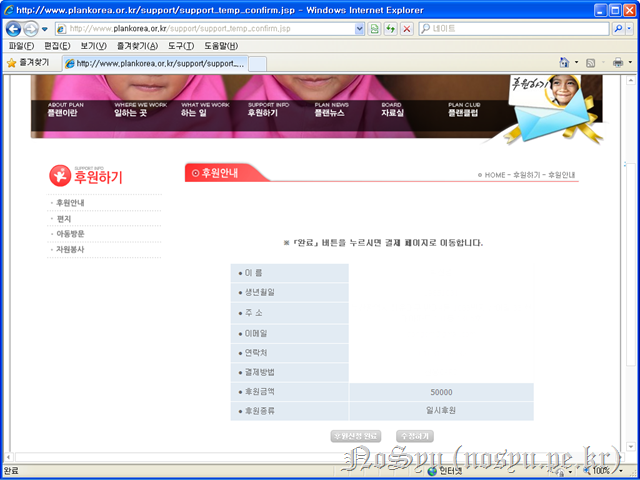 http://www.plankorea.or.kr/support/support_temp_confirm.jsp - Windows Internet Explorer
http://www.plankorea.or.kr/support/support_temp_confirm.jsp
네이트
파일(F) 편집(E) 보기(V) 즐겨찾기(A) 도구(T) 도움말(H)
즐겨찾기 http://www.plankorea.or.kr/support/support_te...
후원하기
ABOUT PLAN WHERE WE WORK WHAT WE WORK SUPPORT INFO PLAN NEWS BOARD PLAN CLUB
플랜이란 일하는 곳 하는 일 후원하기 플랜뉴스 자료실 플랜클럽
SUPPORT INFO
후원하기
후원안내
HOME - 후원하기 - 후원안내
후원안내
편지
아동방문
자원봉사
※ 『완료』 버튼을 누르시면 결제 페이지로 이동합니다.
이 름
생년월일
주 소
이메일
연락처
결제방법
후원금액 50000
후원종류 일시후원
후원신청 완료 수정하기
NoSyu (nosyu.pe.kr)
완료 인터넷 100%